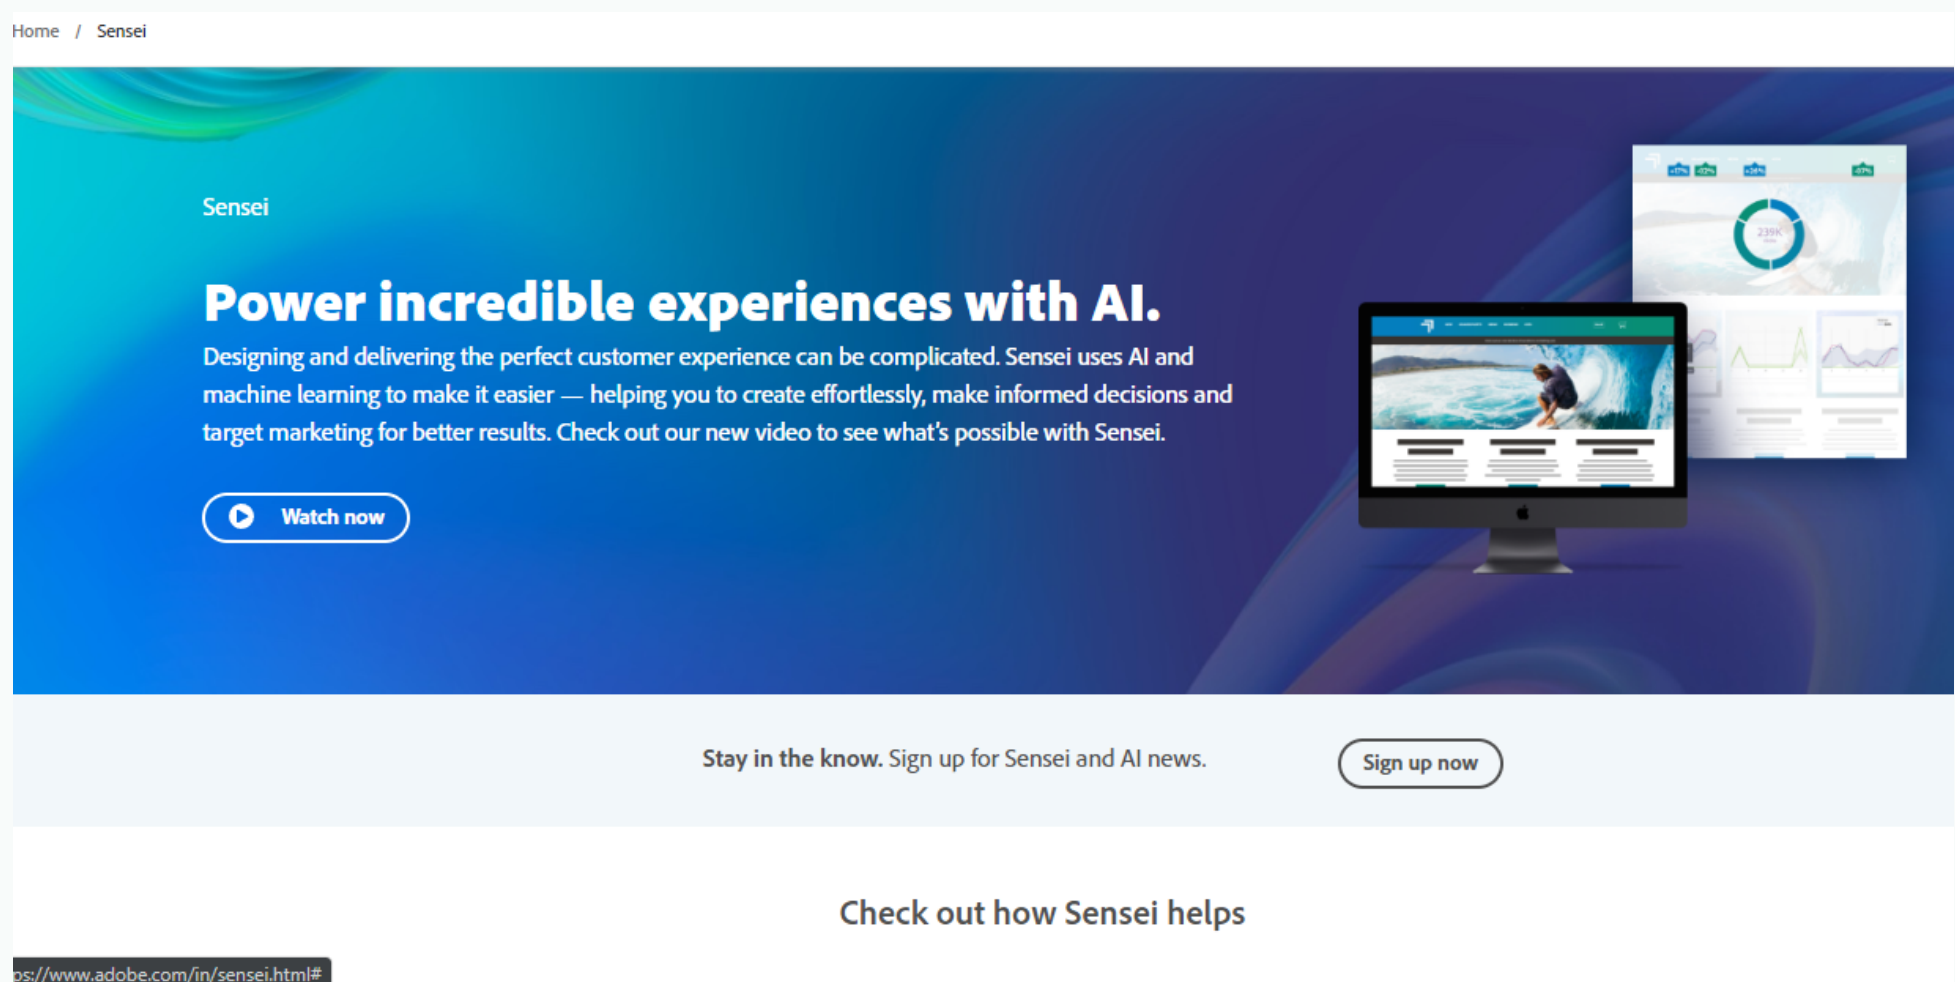 Home / Sensei
Sensei
Power incredible experiences with AI.
Designing and delivering the perfect customer experience can be complicated. Sensei uses AI and
machine learning to make it easier — helping you to create effortlessly, make informed decisions and
target marketing for better results. Check out our new video to see what's possible with Sensei.
Watch now
239K
Stay in the know. Sign up for Sensei and AI news.
Sign up now
Check out how Sensei helps
ps://www.adobe.com/in/sensei.html#